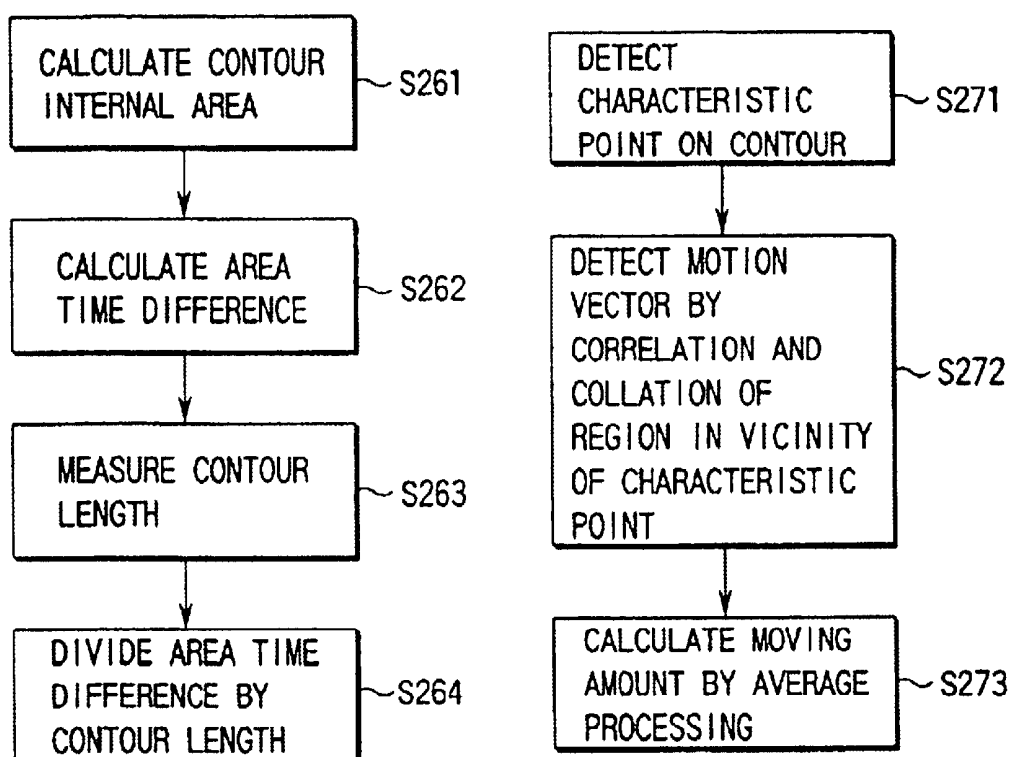 CALCULATE CONTOUR
INTERNAL AREA
S261
CALCULATE AREA
TIME DIFFERENCE
S262
MEASURE CONTOUR
LENGTH
S263
DIVIDE AREA TIME
DIFFERENCE BY
CONTOUR LENGTH
S264
DETECT
CHARACTERISTIC
POINT ON CONTOUR
S271
DETECT MOTION
VECTOR BY
CORRELATION AND
COLLATION OF
REGION IN VICINITY
OF CHARACTERISTIC
POINT
S272
CALCULATE MOVING
AMOUNT BY AVERAGE
PROCESSING
S273